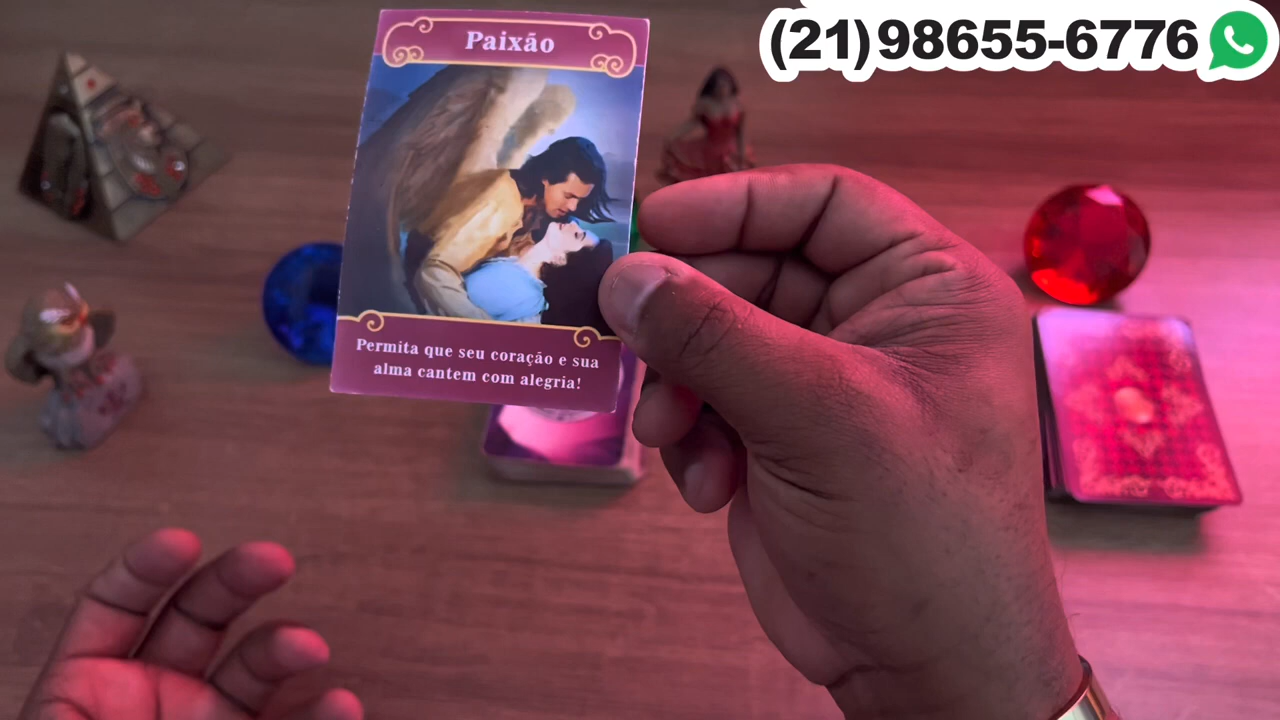 (21)98655-6776
Paixão
Permita que seu coração e sua
alma cantem com alegria!